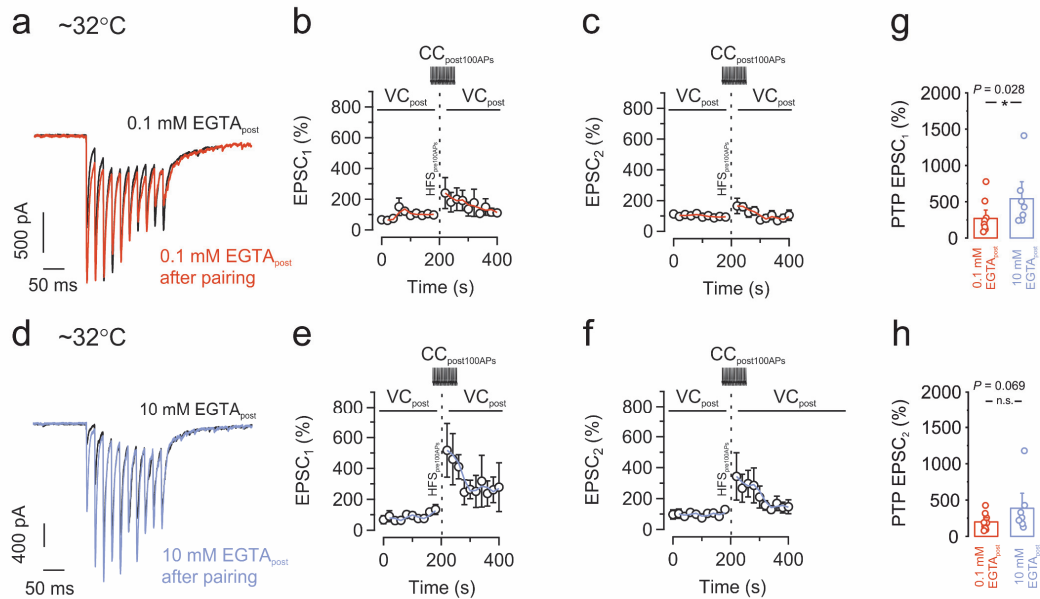 a ~32°C
0.1 mM EGTApost
500 pA
50 ms
0.1 mM EGTApost
after pairing
b
CCpost100APs
VCpost VCpost
HFSpre100APs
EPSC1 (%)
800
600
400
200
0
0 200 400
Time (s)
c
CCpost100APs
VCpost VCpost
HFSpre100APs
EPSC2 (%)
800
600
400
200
0
0 200 400
Time (s)
g
P = 0.028
*
PTP EPSC1 (%)
2000
1500
1000
500
0
0.1 mM
EGTApost
10 mM
EGTApost
d ~32°C
10 mM EGTApost
400 pA
50 ms
10 mM EGTApost
after pairing
e
CCpost100APs
VCpost VCpost
HFSpre100APs
EPSC1 (%)
800
600
400
200
0
0 200 400
Time (s)
f
CCpost100APs
VCpost VCpost
HFSpre100APs
EPSC2 (%)
800
600
400
200
0
0 200 400
Time (s)
h
P = 0.069
n.s.
PTP EPSC2 (%)
2000
1500
1000
500
0
0.1 mM
EGTApost
10 mM
EGTApost